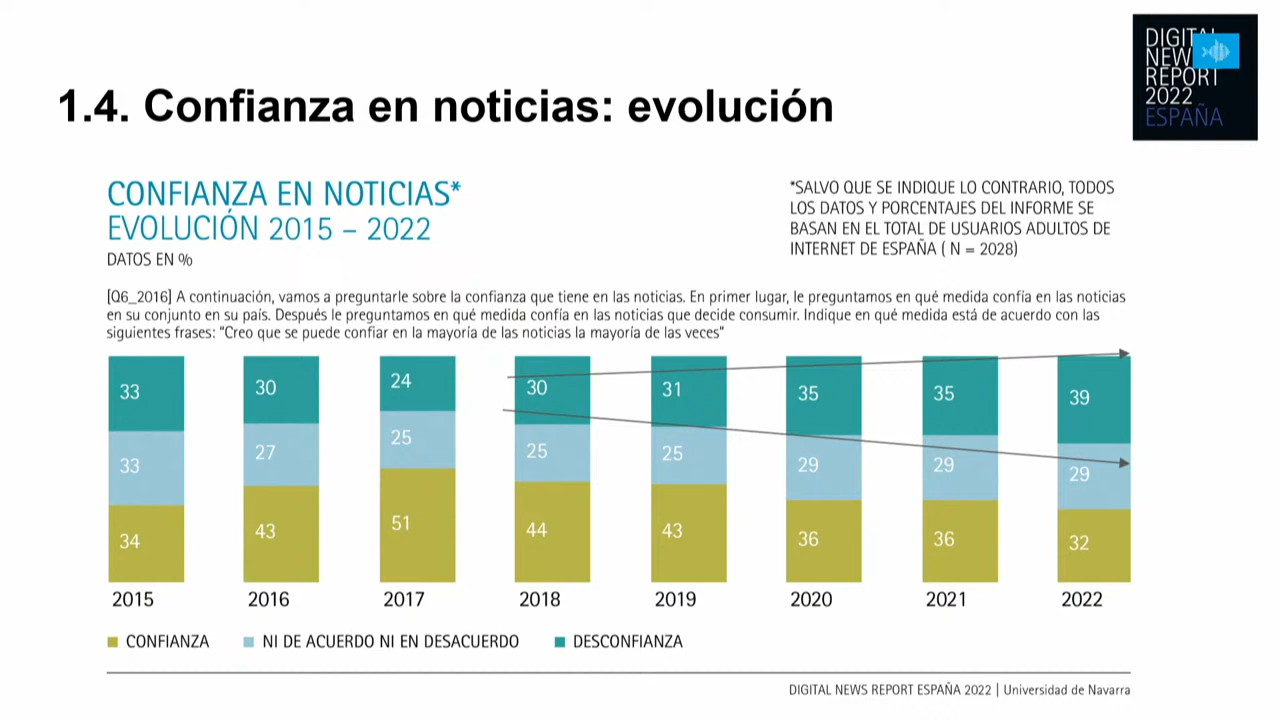 DIGITAL
NEWS
REPORT
2022
ESPAÑA
1.4. Confianza en noticias: evolución
CONFIANZA EN NOTICIAS*
EVOLUCIÓN 2015 – 2022
DATOS EN %
*SALVO QUE SE INDIQUE LO CONTRARIO, TODOS
LOS DATOS Y PORCENTAJES DEL INFORME SE
BASAN EN EL TOTAL DE USUARIOS ADULTOS DE
INTERNET DE ESPAÑA ( N = 2028)
[Q6_2016] A continuación, vamos a preguntarle sobre la confianza que tiene en las noticias. En primer lugar, le preguntamos en qué medida confía en las noticias
en su conjunto en su país. Después le preguntamos en qué medida confía en las noticias que decide consumir. Indique en qué medida está de acuerdo con las
siguientes frases: "Creo que se puede confiar en la mayoría de las noticias la mayoría de las veces"
33 30 24 30 31 35 35 39
33 27 25 25 25 29 29 29
34 43 51 44 43 36 36 32
2015 2016 2017 2018 2019 2020 2021 2022
CONFIANZA NI DE ACUERDO NI EN DESACUERDO DESCONFIANZA
DIGITAL NEWS REPORT ESPAÑA 2022 | Universidad de Navarra